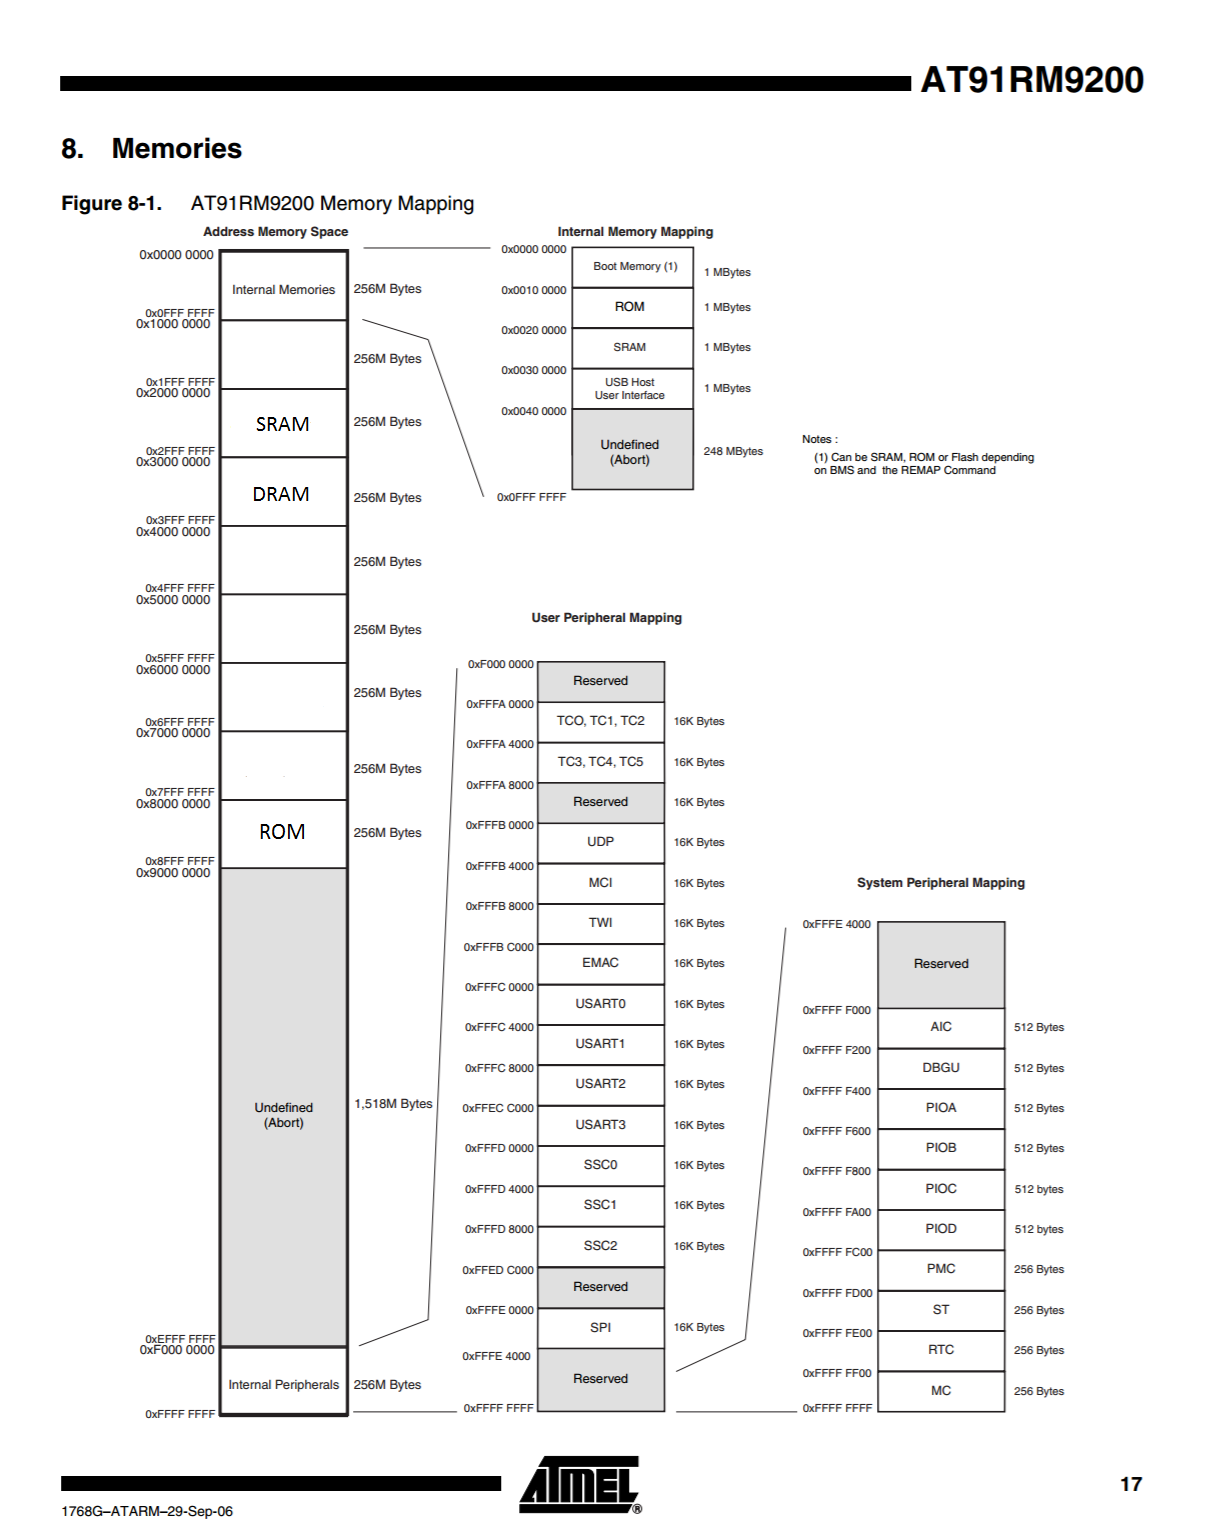 AT91RM9200
8. Memories
Figure 8-1. AT91RM9200 Memory Mapping
Address Memory Space
0x0000 0000
Internal Memories
256M Bytes
0x0FFF FFFF
0x1000 0000
256M Bytes
0x1FFF FFFF
0x2000 0000
SRAM
256M Bytes
0x2FFF FFFF
0x3000 0000
DRAM
256M Bytes
0x3FFF FFFF
0x4000 0000
256M Bytes
0x4FFF FFFF
0x5000 0000
256M Bytes
0x5FFF FFFF
0x6000 0000
256M Bytes
0x6FFF FFFF
0x7000 0000
256M Bytes
0x7FFF FFFF
0x8000 0000
ROM
256M Bytes
0x8FFF FFFF
0x9000 0000
Undefined
(Abort)
1,518M Bytes
0xEFFF FFFF
0xF000 0000
Internal Peripherals
256M Bytes
0xFFFF FFFF
Internal Memory Mapping
0x0000 0000
Boot Memory (1)
1 MBytes
0x0010 0000
ROM
1 MBytes
0x0020 0000
SRAM
1 MBytes
0x0030 0000
USB Host
User Interface
1 MBytes
0x0040 0000
Undefined
(Abort)
248 MBytes
0x0FFF FFFF
Notes :
(1) Can be SRAM, ROM or Flash depending
on BMS and the REMAP Command
User Peripheral Mapping
0xF000 0000
Reserved
0xFFFA 0000
TCO, TC1, TC2
16K Bytes
0xFFFA 4000
TC3, TC4, TC5
16K Bytes
0xFFFA 8000
Reserved
16K Bytes
0xFFFB 0000
UDP
16K Bytes
0xFFFB 4000
MCI
16K Bytes
0xFFFB 8000
TWI
16K Bytes
0xFFFB C000
EMAC
16K Bytes
0xFFFC 0000
USART0
16K Bytes
0xFFFC 4000
USART1
16K Bytes
0xFFFC 8000
USART2
16K Bytes
0xFFEC C000
USART3
16K Bytes
0xFFFD 0000
SSC0
16K Bytes
0xFFFD 4000
SSC1
16K Bytes
0xFFFD 8000
SSC2
16K Bytes
0xFFED C000
Reserved
0xFFFE 0000
SPI
16K Bytes
0xFFFE 4000
Reserved
0xFFFF FFFF
System Peripheral Mapping
0xFFFE 4000
Reserved
0xFFFF F000
AIC
512 Bytes
0xFFFF F200
DBGU
512 Bytes
0xFFFF F400
PIOA
512 Bytes
0xFFFF F600
PIOB
512 Bytes
0xFFFF F800
PIOC
512 bytes
0xFFFF FA00
PIOD
512 bytes
0xFFFF FC00
PMC
256 Bytes
0xFFFF FD00
ST
256 Bytes
0xFFFF FE00
RTC
256 Bytes
0xFFFF FF00
MC
256 Bytes
0xFFFF FFFF
ATMEL®
17
1768G–ATARM–29-Sep-06